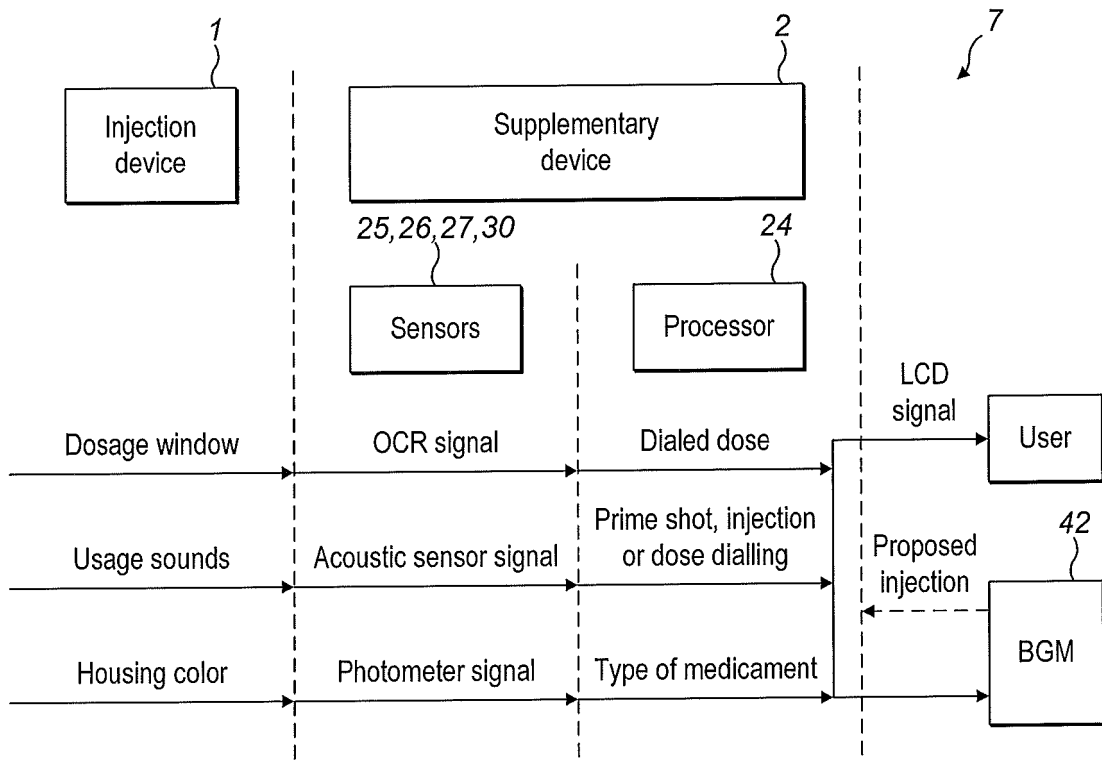 1
2
7
Injection
device
Supplementary
device
25,26,27,30
24
Sensors
Processor
LCD
signal
User
Dosage window
OCR signal
Dialed dose
Usage sounds
Acoustic sensor signal
Prime shot, injection
or dose dialling
Proposed
injection
42
BGM
Housing color
Photometer signal
Type of medicament